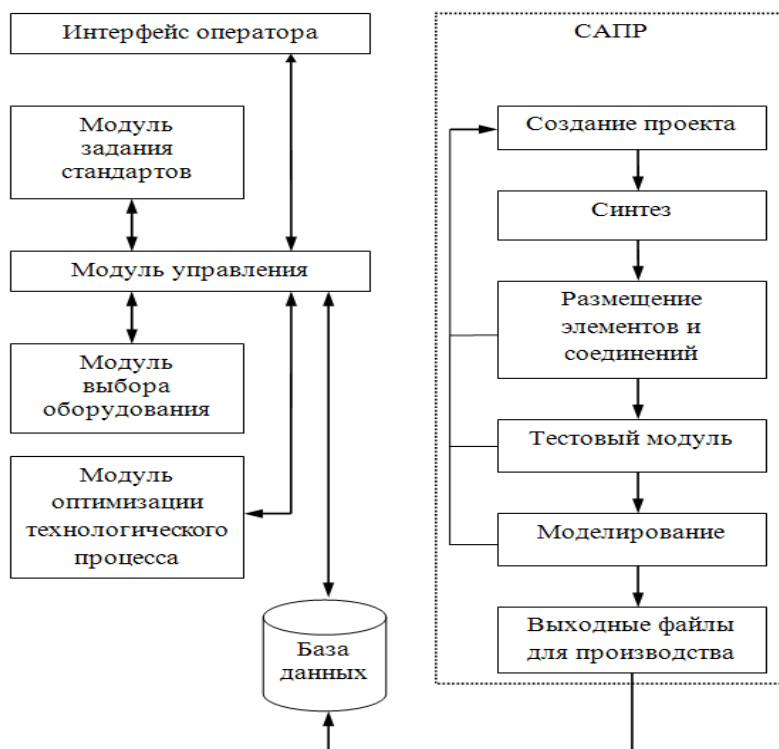 Интерфейс оператора
Модуль
задания
стандартов
Модуль управления
Модуль
выбора
оборудования
Модуль
оптимизации
технологического
процесса
База
данных
САПР
Создание проекта
Синтез
Размещение
элементов и
соединений
Тестовый модуль
Моделирование
Выходные файлы
для производства